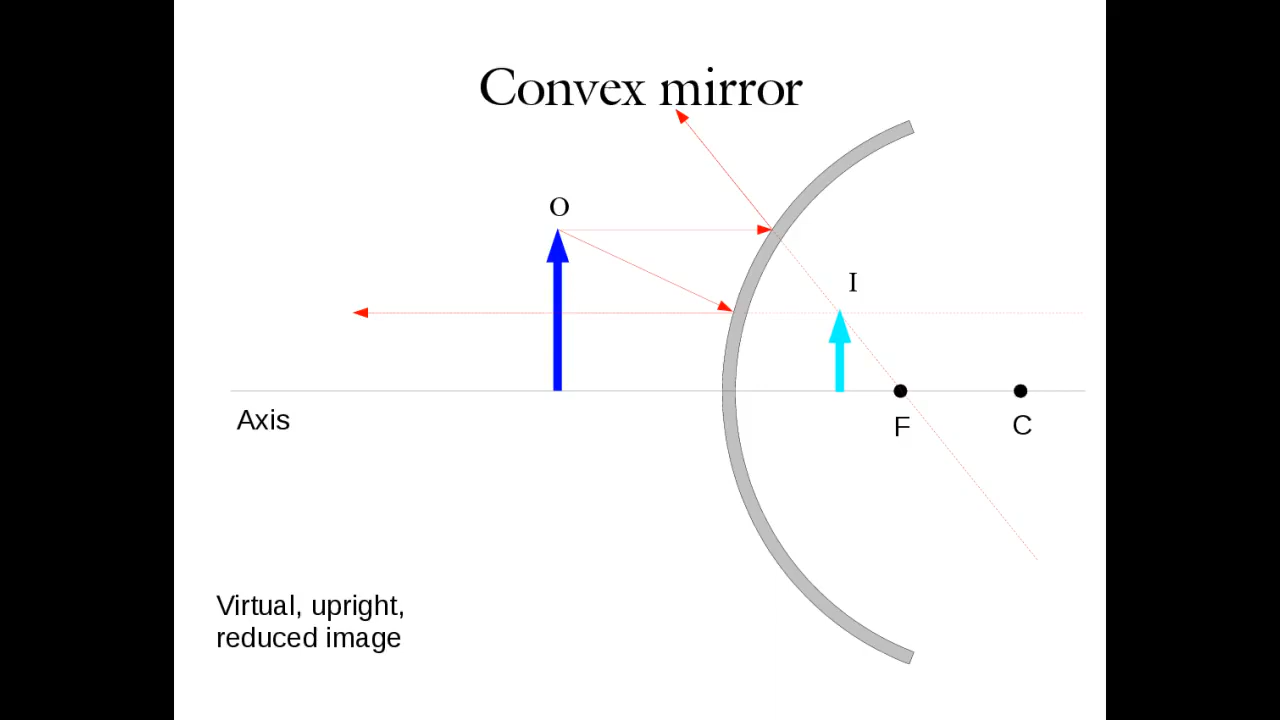 Convex mirror
O
I
Axis
F
C
Virtual, upright,
reduced image